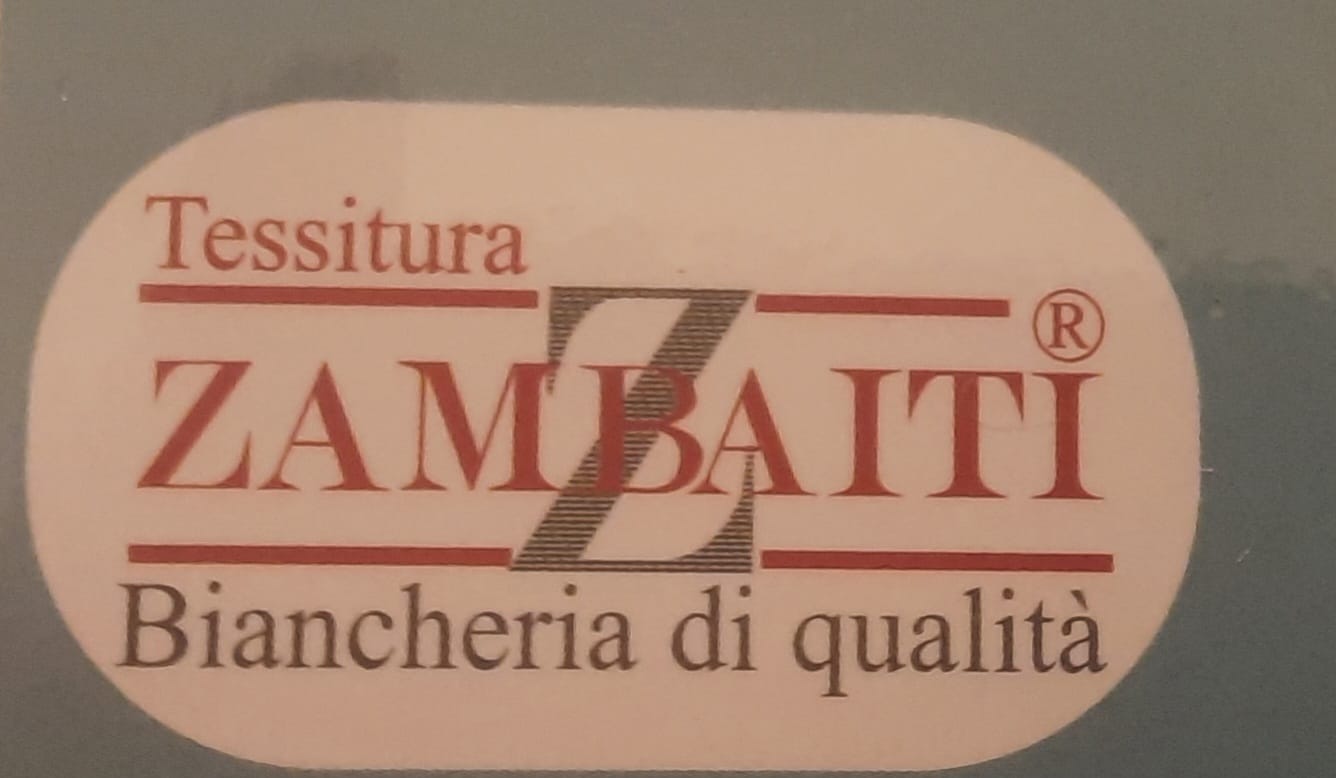 Tessitura
Z
ZAMBAITI®
Biancheria di qualità